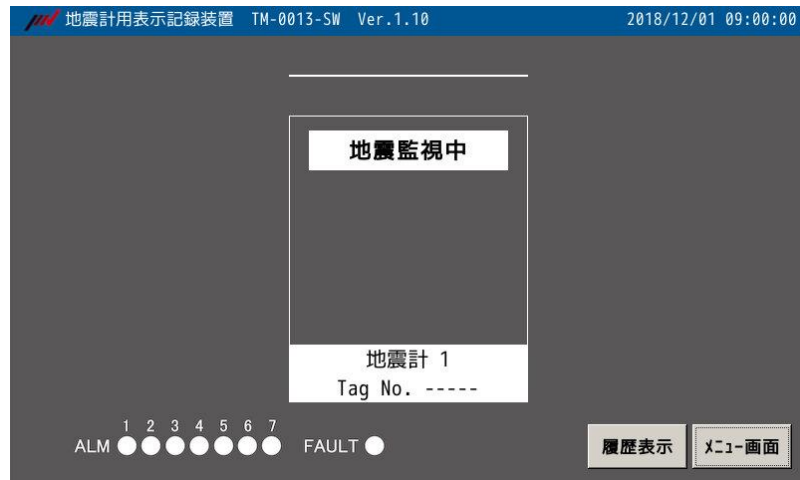 地震計用表示記録装置 TM-0013-SW Ver.1.10 2018/12/01 09:00:00
地震監視中
地震計 1
Tag No. -----
1 2 3 4 5 6 7
ALM FAULT
履歴表示 ﾒﾆｭｰ画面